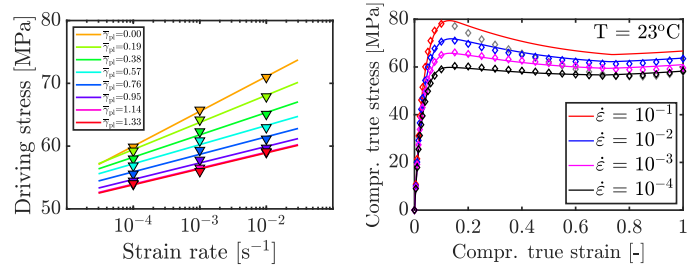 Driving stress [MPa]
80
70
60
50
γ̅pl=0.00
γ̅pl=0.19
γ̅pl=0.38
γ̅pl=0.57
γ̅pl=0.76
γ̅pl=0.95
γ̅pl=1.14
γ̅pl=1.33
10⁻⁴ 10⁻³ 10⁻²
Strain rate [s⁻¹]
Compr. true stress [MPa]
80
60
40
20
0
T = 23°C
ε̇ = 10⁻¹
ε̇ = 10⁻²
ε̇ = 10⁻³
ε̇ = 10⁻⁴
0 0.2 0.4 0.6 0.8 1
Compr. true strain [-]